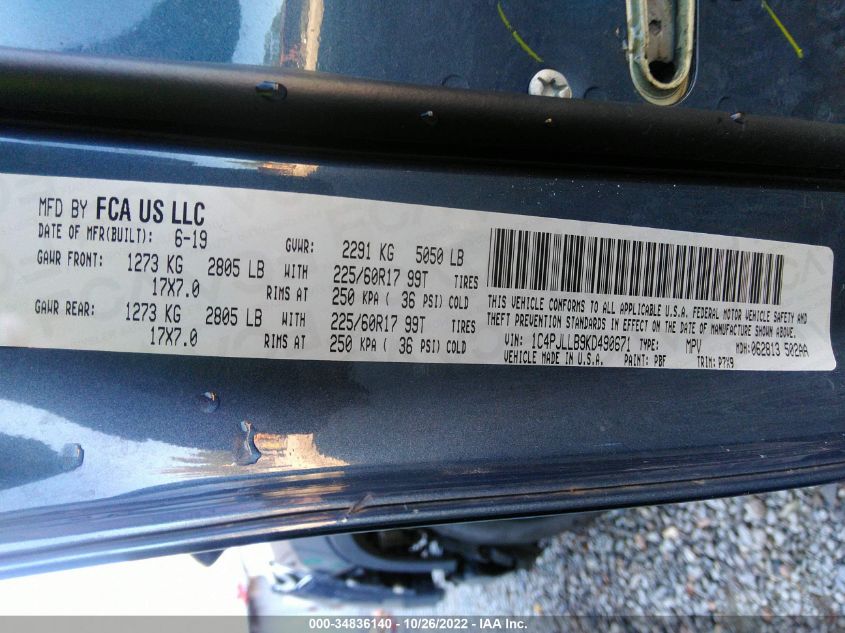 MFD BY FCA US LLC
DATE OF MFR(BUILT): 6-19 GVWR: 2291 KG 5050 LB
GAWR FRONT: 1273 KG 2805 LB WITH 225/60R17 99T TIRES
17X7.0 RIMS AT 250 KPA ( 36 PSI) COLD
GAWR REAR: 1273 KG 2805 LB WITH 225/60R17 99T TIRES
17X7.0 RIMS AT 250 KPA ( 36 PSI) COLD
THIS VEHICLE CONFORMS TO ALL APPLICABLE U.S.A. FEDERAL MOTOR VEHICLE SAFETY AND
THEFT PREVENTION STANDARDS IN EFFECT ON THE DATE OF MANUFACTURE SHOWN ABOVE.
VIN: 1C4PJLLB9KD490671 TYPE: MPV MDH:062813 502AA
VEHICLE MADE IN U.S.A. PAINT: PBF TRIM: P7X9
000-34836140 - 10/26/2022 - IAA Inc.